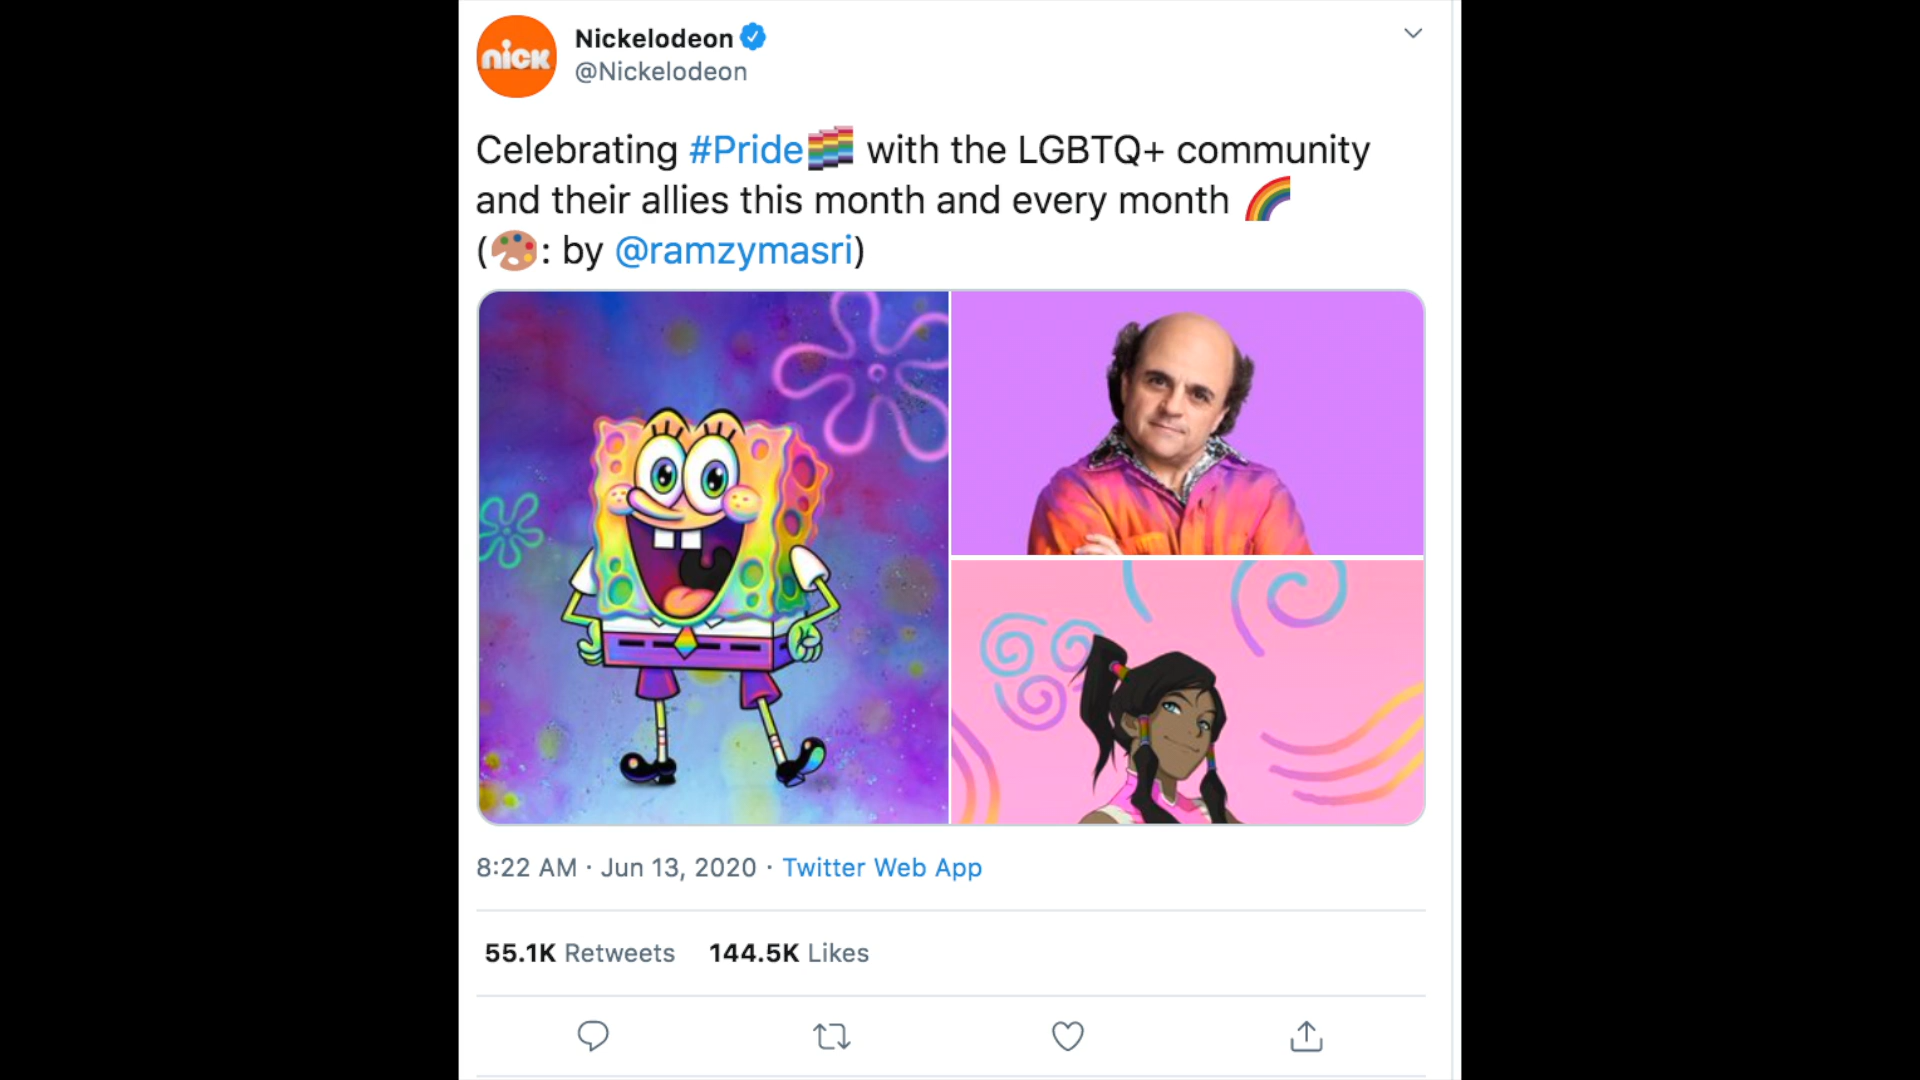 nick
Nickelodeon
@Nickelodeon
Celebrating #Pride with the LGBTQ+ community
and their allies this month and every month 🌈
(🎨: by @ramzymasri)
8:22 AM · Jun 13, 2020 · Twitter Web App
55.1K Retweets 144.5K Likes